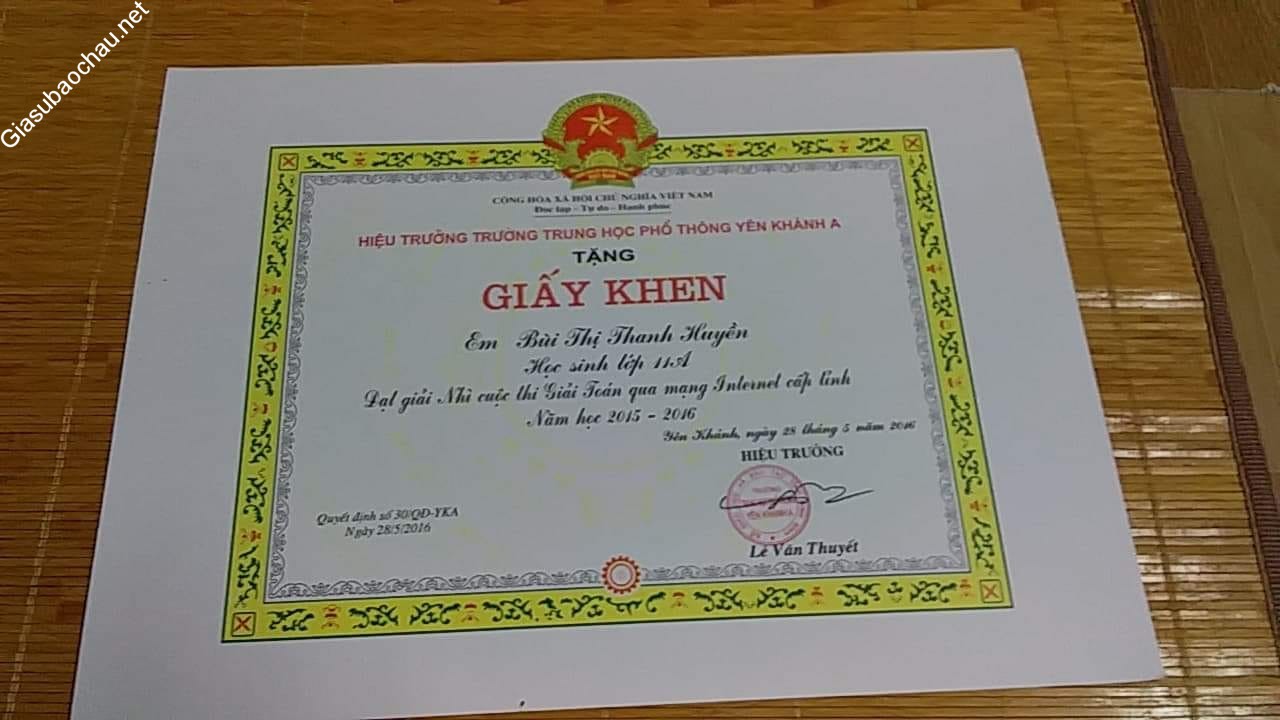 Giasubaochau.net
CỘNG HÒA XÃ HỘI CHỦ NGHĨA VIỆT NAM
Độc lập - Tự do - Hạnh phúc
HIỆU TRƯỞNG TRƯỜNG TRUNG HỌC PHỔ THÔNG YÊN KHÁNH A
TẶNG
GIẤY KHEN
Em Bùi Thị Thanh Huyền
Học sinh lớp 11A
Đạt giải Nhì cuộc thi Giải Toán qua mạng Internet cấp tỉnh
Năm học 2015 - 2016
Yên Khánh, ngày 28 tháng 5 năm 2016
HIỆU TRƯỞNG
Quyết định số 30/QĐ-YKA
Ngày 28/5/2016
Lê Văn Thuyết